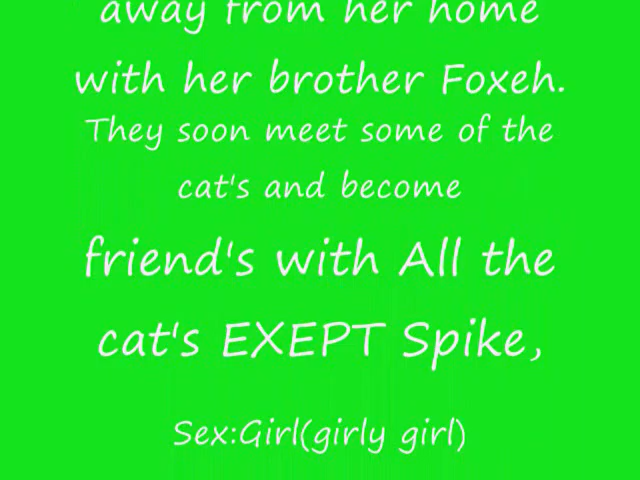 away from her home
with her brother Foxeh.
They soon meet some of the
cat's and become
friend's with All the
cat's EXEPT Spike,
Sex:Girl(girly girl)